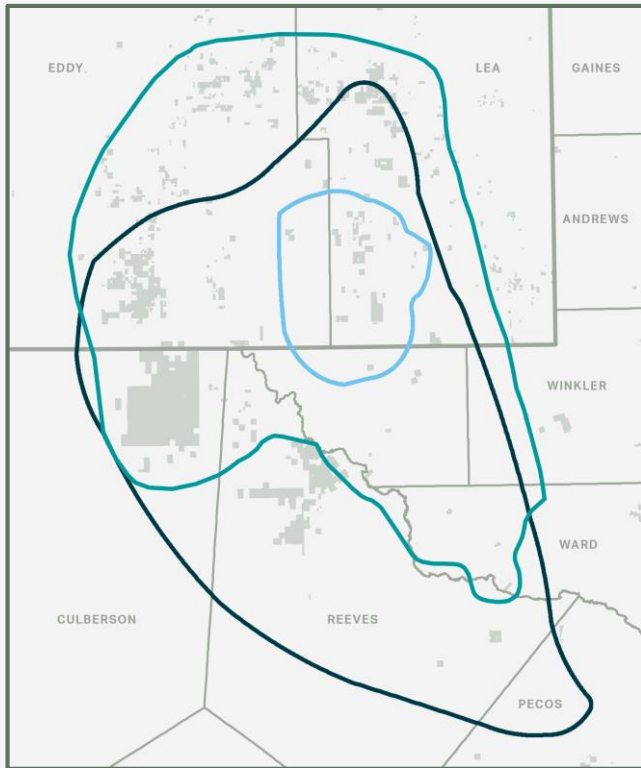 EDDY
LEA
GAINES
ANDREWS
WINKLER
WARD
CULBERSON
REEVES
PECOS